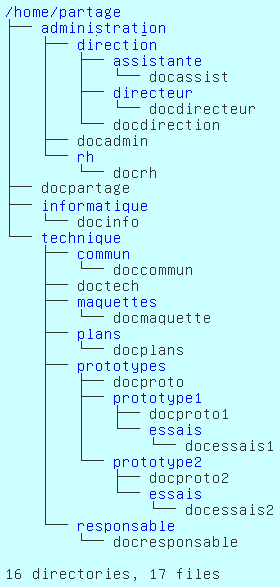 /home/partage
├── administration
│   ├── direction
│   │   ├── assistante
│   │   │   └── docassist
│   │   ├── directeur
│   │   │   └── docdirecteur
│   │   └── docdirection
│   ├── docadmin
│   └── rh
│       └── docrh
├── docpartage
├── informatique
│   └── docinfo
└── technique
    ├── commun
    │   └── doccommun
    ├── doctech
    ├── maquettes
    │   └── docmaquette
    ├── plans
    │   └── docplans
    ├── prototypes
    │   ├── docproto
    │   ├── prototype1
    │   │   ├── docproto1
    │   │   └── essais
    │   │       └── docessais1
    │   └── prototype2
    │       ├── docproto2
    │       └── essais
    │           └── docessais2
    └── responsable
        └── docresponsable
16 directories, 17 files